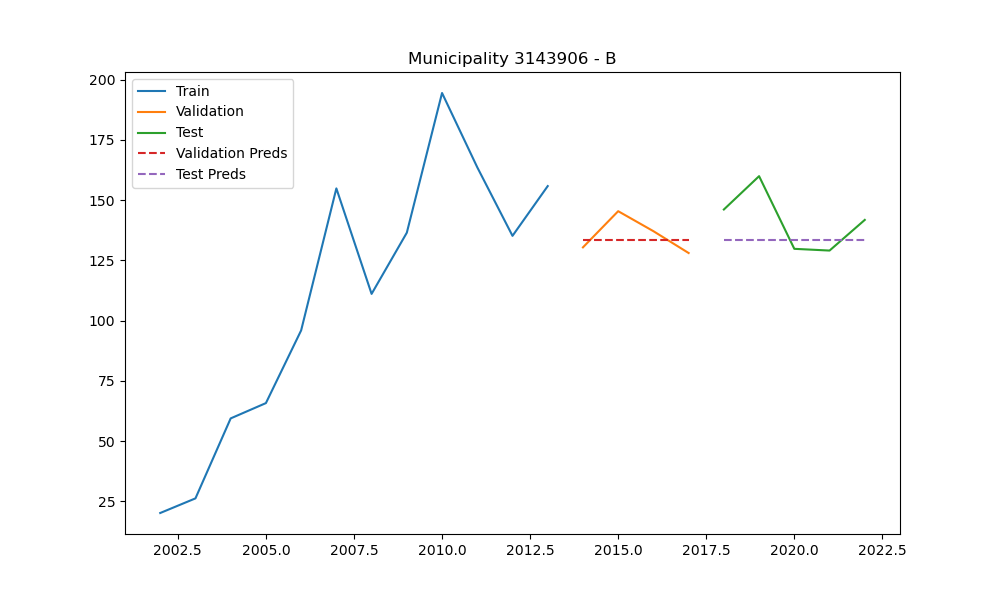 Municipality 3143906 - B
200
175
150
125
100
75
50
25
Train
Validation
Test
Validation Preds
Test Preds
2002.5 2005.0 2007.5 2010.0 2012.5 2015.0 2017.5 2020.0 2022.5